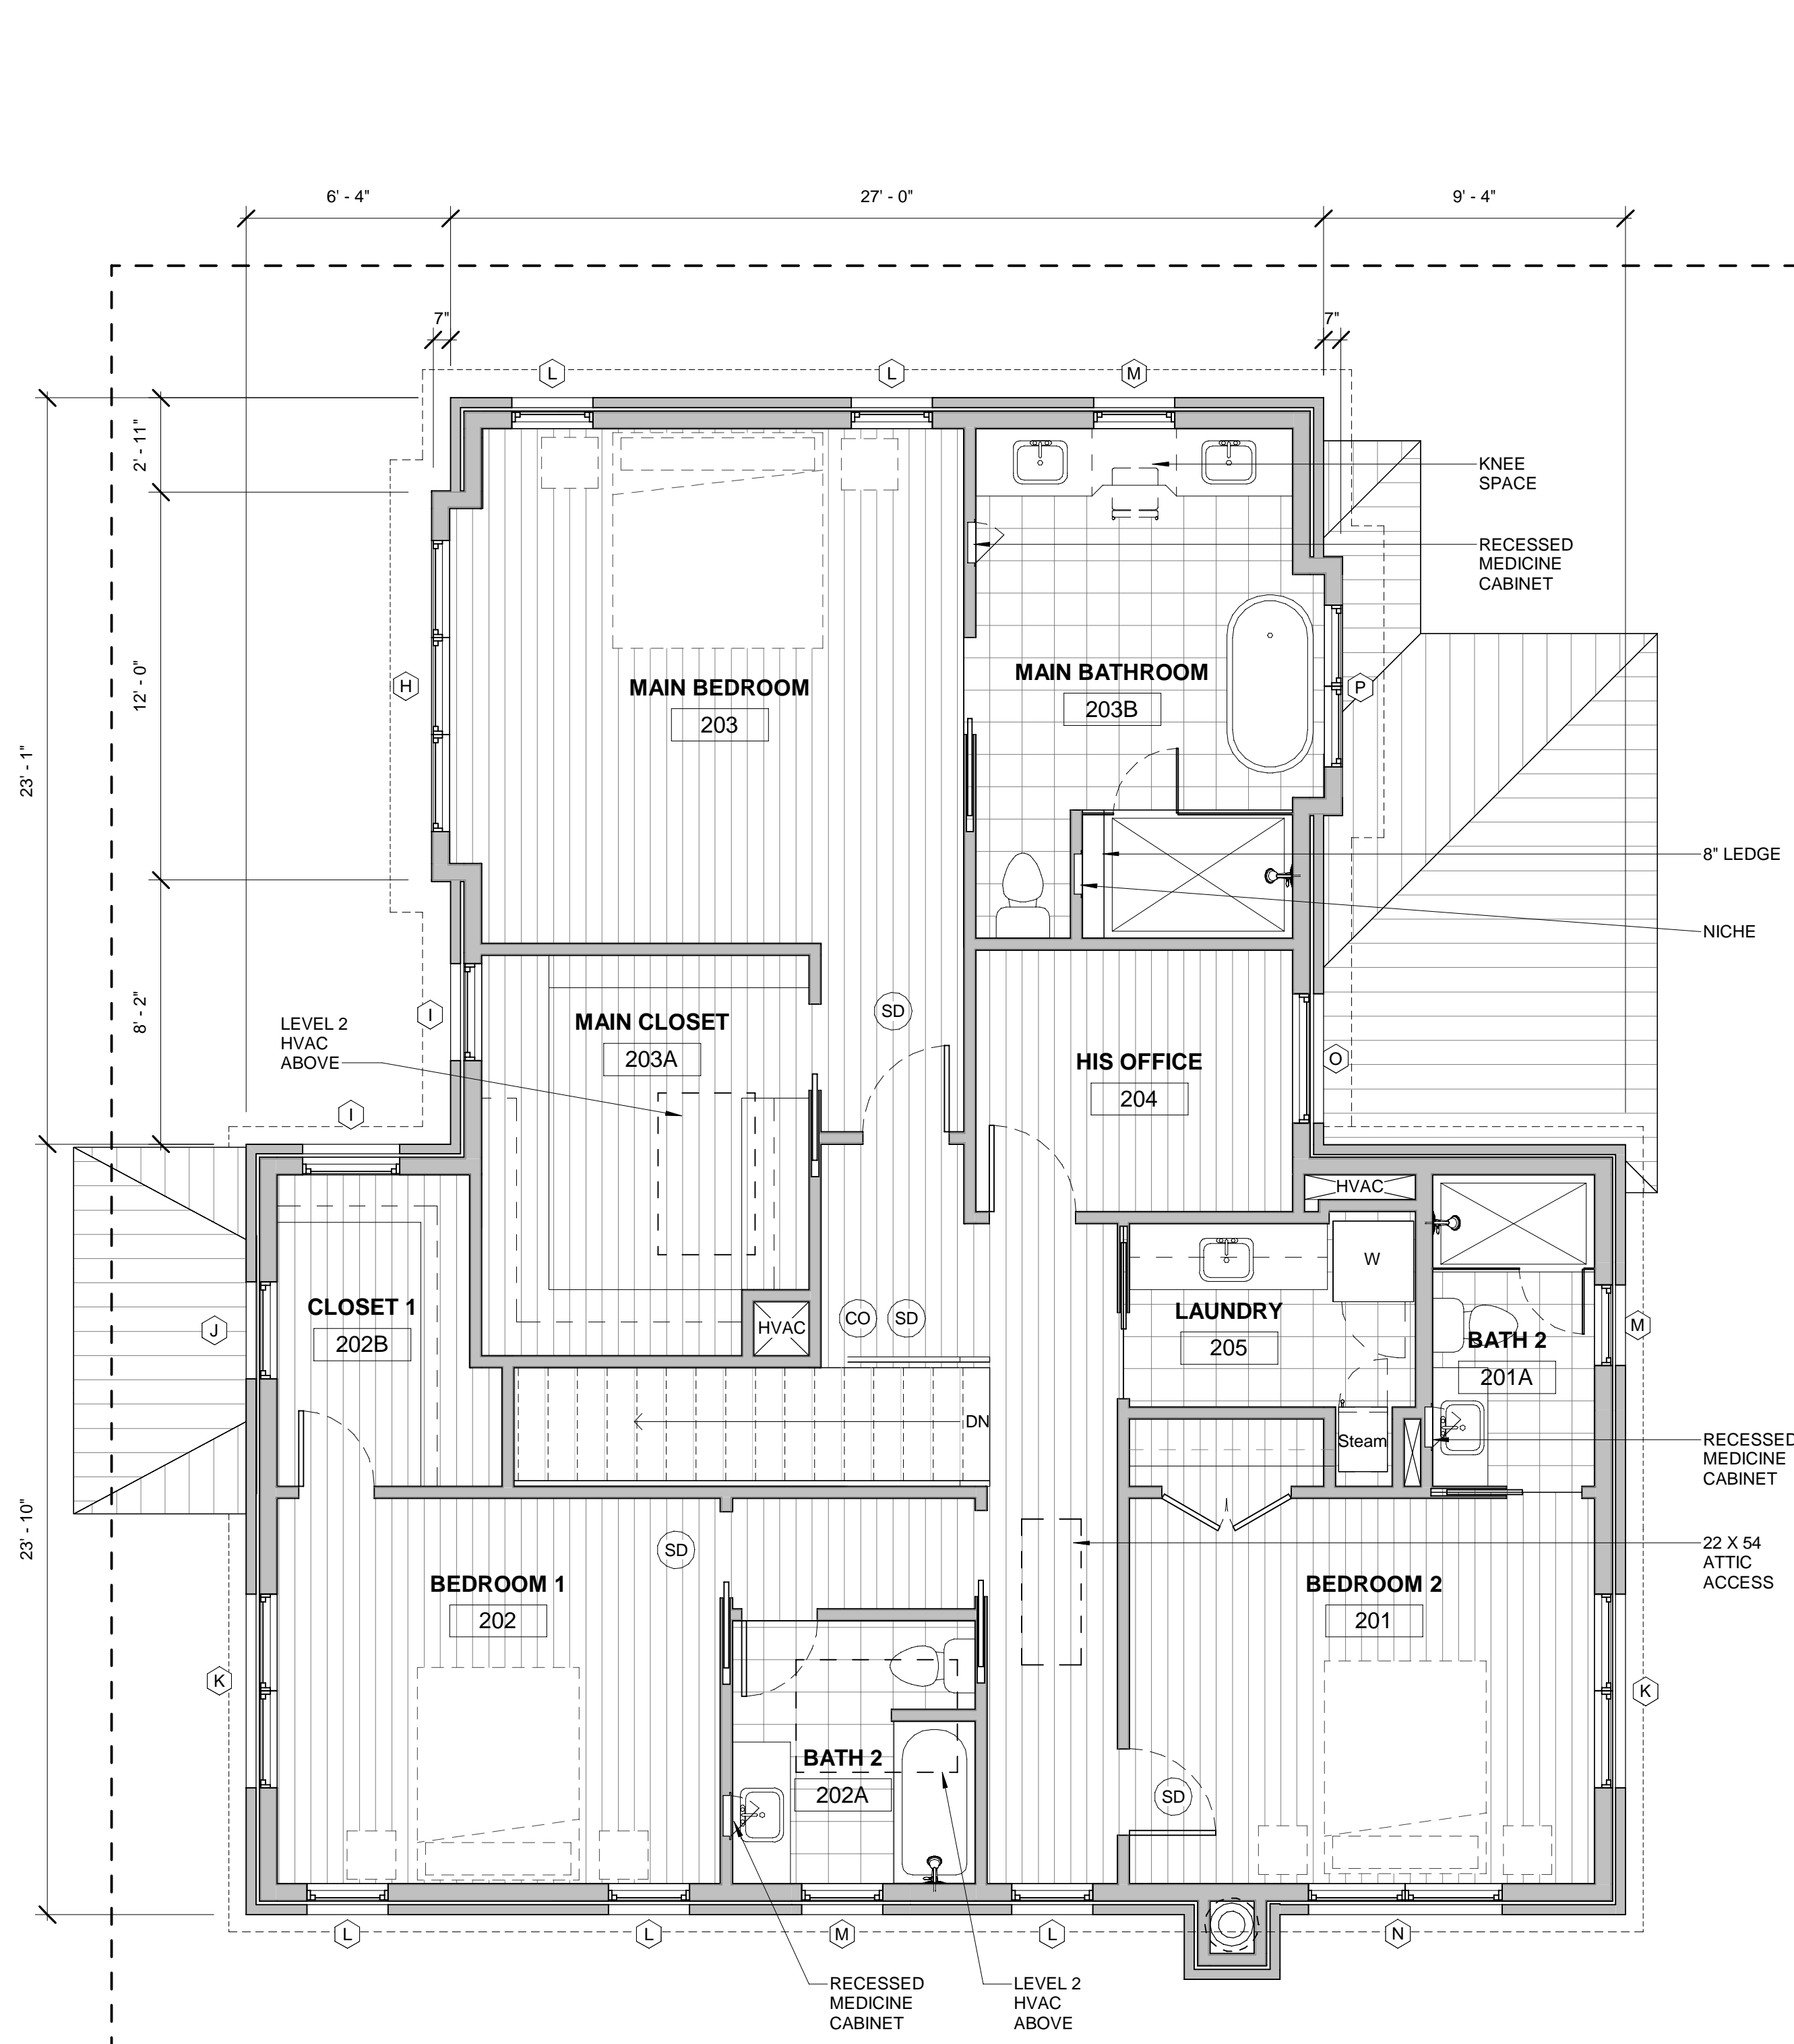 6' - 4"
27' - 0"
9' - 4"
7"
7"
L
L
M
2' - 11"
KNEE
SPACE
RECESSED
MEDICINE
CABINET
12' - 0"
H
MAIN BEDROOM
203
MAIN BATHROOM
203B
P
23' - 1"
8" LEDGE
NICHE
8' - 2"
I
LEVEL 2
HVAC
ABOVE
MAIN CLOSET
203A
SD
HIS OFFICE
204
O
I
HVAC
W
CLOSET 1
202B
J
HVAC
CO
SD
LAUNDRY
205
BATH 2
201A
M
DN
Steam
RECESSED
MEDICINE
CABINET
23' - 10"
SD
22 X 54
ATTIC
ACCESS
BEDROOM 1
202
BEDROOM 2
201
K
K
BATH 2
202A
SD
L
L
M
L
N
RECESSED
MEDICINE
CABINET
LEVEL 2
HVAC
ABOVE